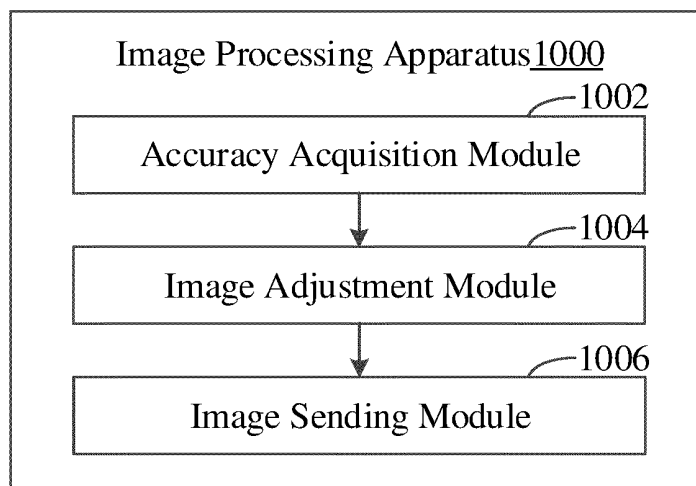 Image Processing Apparatus1000
1002
Accuracy Acquisition Module
1004
Image Adjustment Module
1006
Image Sending Module